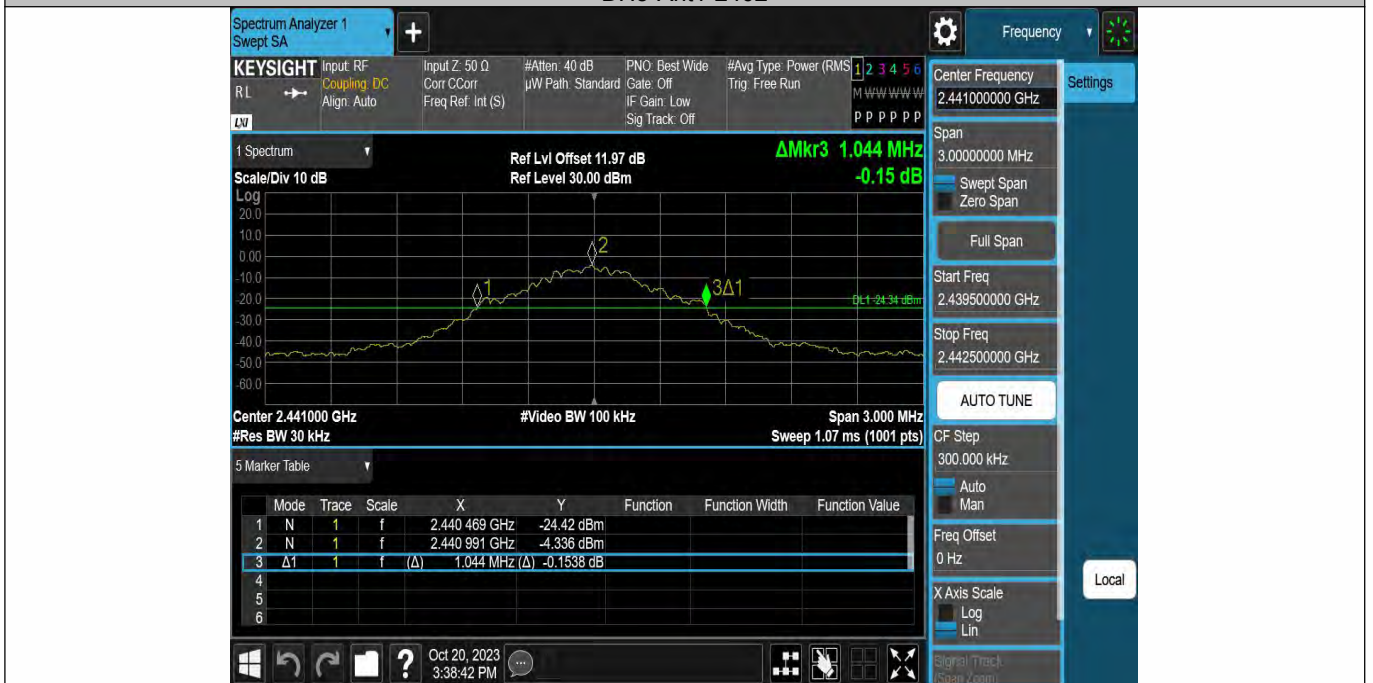 Spectrum Analyzer 1
Swept SA
Frequency
KEYSIGHT
RL
LXI
Input: RF
Coupling: DC
Align: Auto
Input Z: 50 Ω
Corr CCorr
Freq Ref: Int (S)
#Atten: 40 dB
µW Path: Standard
PNO: Best Wide
Gate: Off
IF Gain: Low
Sig Track: Off
#Avg Type: Power (RMS
Trig: Free Run
1 2 3 4 5 6
M W W W W W
P P P P P P
1 Spectrum
Scale/Div 10 dB
Ref Lvl Offset 11.97 dB
Ref Level 30.00 dBm
ΔMkr3 1.044 MHz
-0.15 dB
Log
20.0
10.0
0.00
-10.0
-20.0
-30.0
-40.0
-50.0
-60.0
1
2
3Δ1
DL1 -24.34 dBm
Center 2.441000 GHz
#Video BW 100 kHz
Span 3.000 MHz
#Res BW 30 kHz
Sweep 1.07 ms (1001 pts)
5 Marker Table
Mode Trace Scale X Y Function Function Width Function Value
1 N 1 f 2.440 469 GHz -24.42 dBm
2 N 1 f 2.440 991 GHz -4.336 dBm
3 Δ1 1 f (Δ) 1.044 MHz (Δ) -0.1538 dB
4
5
6
?
Oct 20, 2023
3:38:42 PM
Center Frequency
2.441000000 GHz
Settings
Span
3.00000000 MHz
Swept Span
Zero Span
Full Span
Start Freq
2.439500000 GHz
Stop Freq
2.442500000 GHz
AUTO TUNE
CF Step
300.000 kHz
Auto
Man
Freq Offset
0 Hz
X Axis Scale
Log
Lin
Signal Track
(Span Zoom)
Local